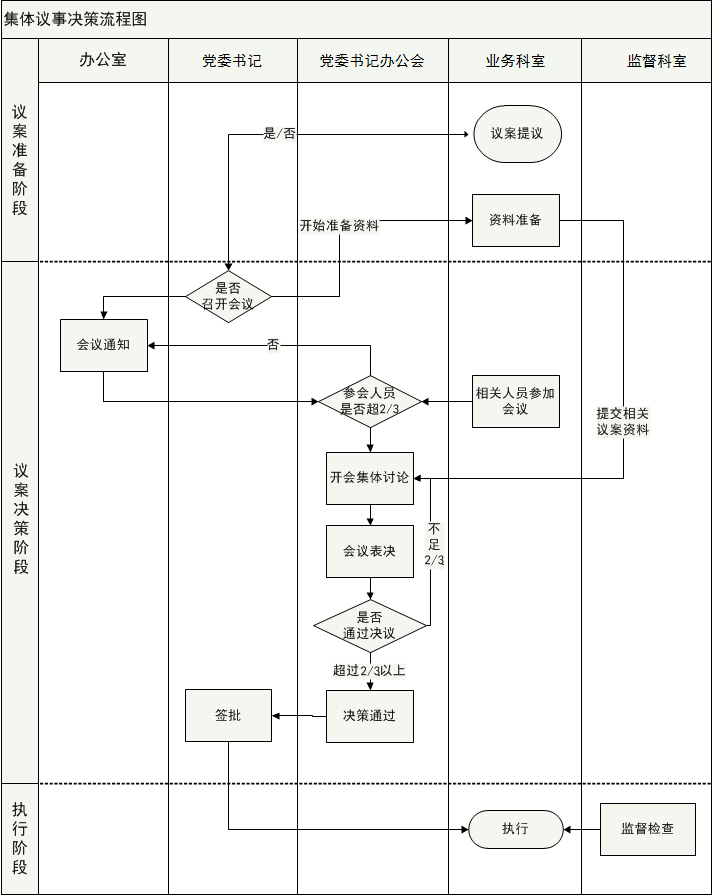 集体议事决策流程图
办公室
党委书记
党委书记办公会
业务科室
监督科室
议案准备阶段
是/否
议案提议
开始准备资料
资料准备
是否
召开会议
会议通知
否
参会人员
是否超2/3
相关人员参加
会议
提交相关
议案资料
议案决策阶段
开会集体讨论
不足
2/3
会议表决
是否
通过决议
超过2/3以上
签批
决策通过
执行阶段
执行
监督检查